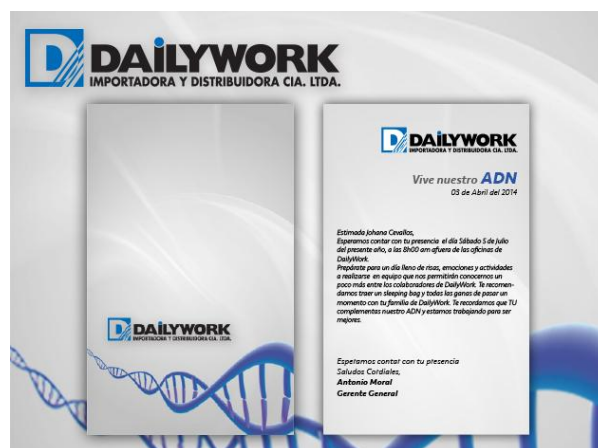 DAiLYWORK
IMPORTADORA Y DISTRIBUIDORA CIA. LTDA.
DAiLYWORK
IMPORTADORA Y DISTRIBUIDORA CIA. LTDA.
DAiLYWORK
IMPORTADORA Y DISTRIBUIDORA CIA. LTDA.
Vive nuestro ADN
03 de Abril del 2014
Estimada Johana Cevallos,
Esperamos contar con tu presencia el día Sábado 5 de Julio
del presente año, a las 8h00 am afuera de las oficinas de
DailyWork.
Prepárate para un día lleno de risas, emociones y actividades
a realizarse en equipo que nos permitirán conocernos un
poco más entre los colaboradores de DailyWork. Te recomen-
damos traer un sleeping bag y todas las ganas de pasar un
momento con tu familia de DailyWork. Te recordamos que TU
complementas nuestro ADN y estamos trabajando para ser
mejores.
Esperamos contar con tu presencia
Saludos Cordiales,
Antonio Moral
Gerente General